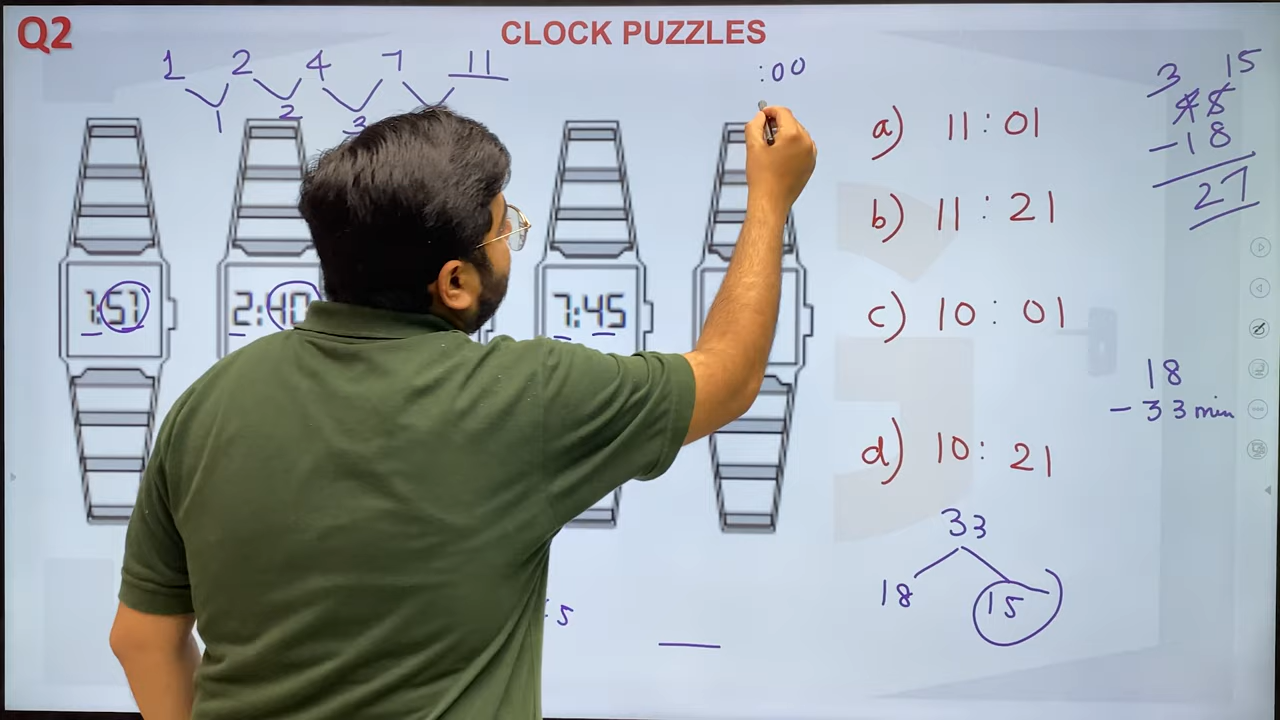 Q2
CLOCK PUZZLES
1 2 4 7 11
1 2 3
:00
1:51
2:40
7:45
a) 11:01
b) 11:21
c) 10:01
d) 10:21
3 15
48
-18
27
18
-33 min
33
18 15
:5